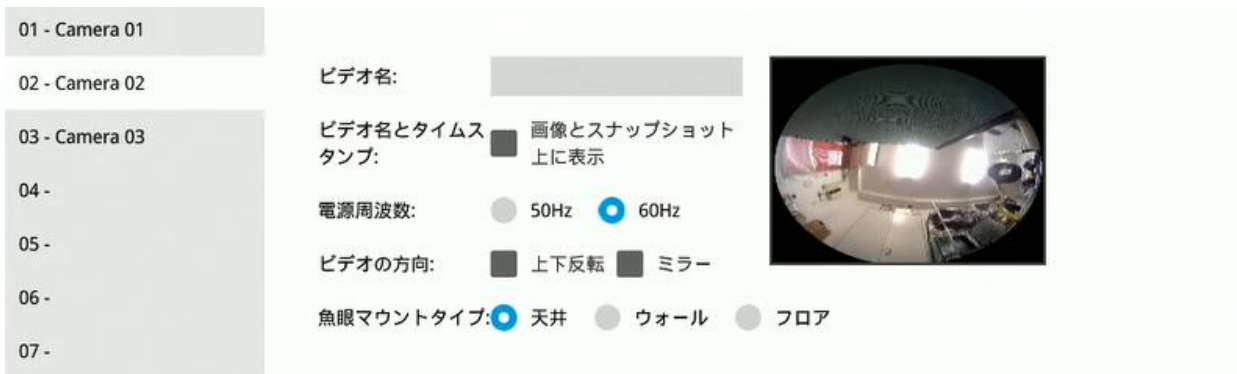 01 - Camera 01
02 - Camera 02
03 - Camera 03
04 -
05 -
06 -
07 -
ビデオ名:
ビデオ名とタイムス
タンプ:
画像とスナップショット
上に表示
電源周波数: 50Hz 60Hz
ビデオの方向: 上下反転 ミラー
魚眼マウントタイプ: 天井 ウォール フロア